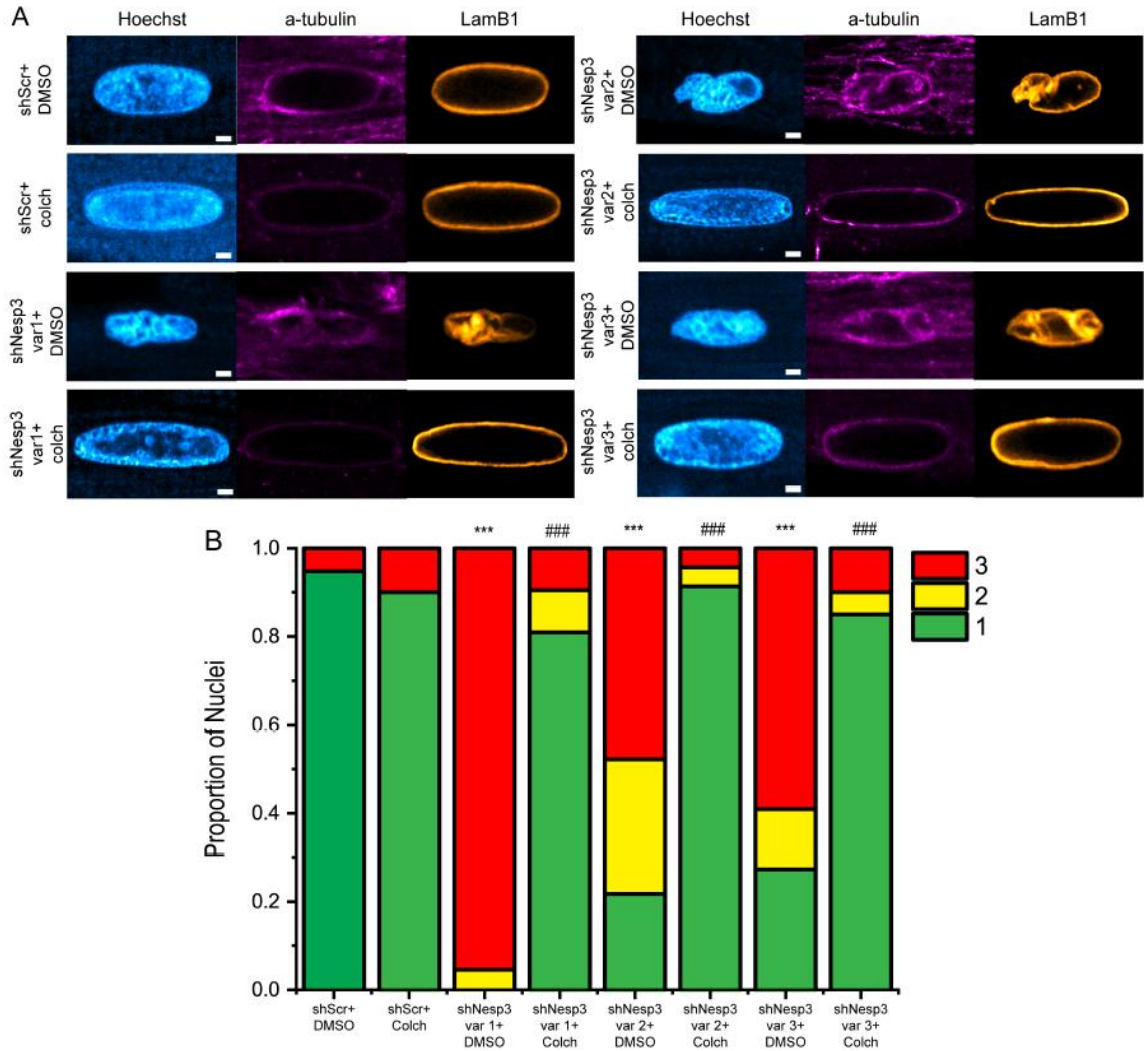 A
Hoechst a-tubulin LamB1 Hoechst a-tubulin LamB1
shScr+
DMSO
shNesp3
var2+
DMSO
shScr+
colch
shNesp3
var2+
colch
shNesp3
var1+
DMSO
shNesp3
var3+
DMSO
shNesp3
var1+
colch
shNesp3
var3+
colch
B
*** ### *** ### *** ###
3
2
1
Proportion of Nuclei
1.0
0.8
0.6
0.4
0.2
0.0
shScr+
DMSO
shScr+
Colch
shNesp3
var 1+
DMSO
shNesp3
var 1+
Colch
shNesp3
var 2+
DMSO
shNesp3
var 2+
Colch
shNesp3
var 3+
DMSO
shNesp3
var 3+
Colch